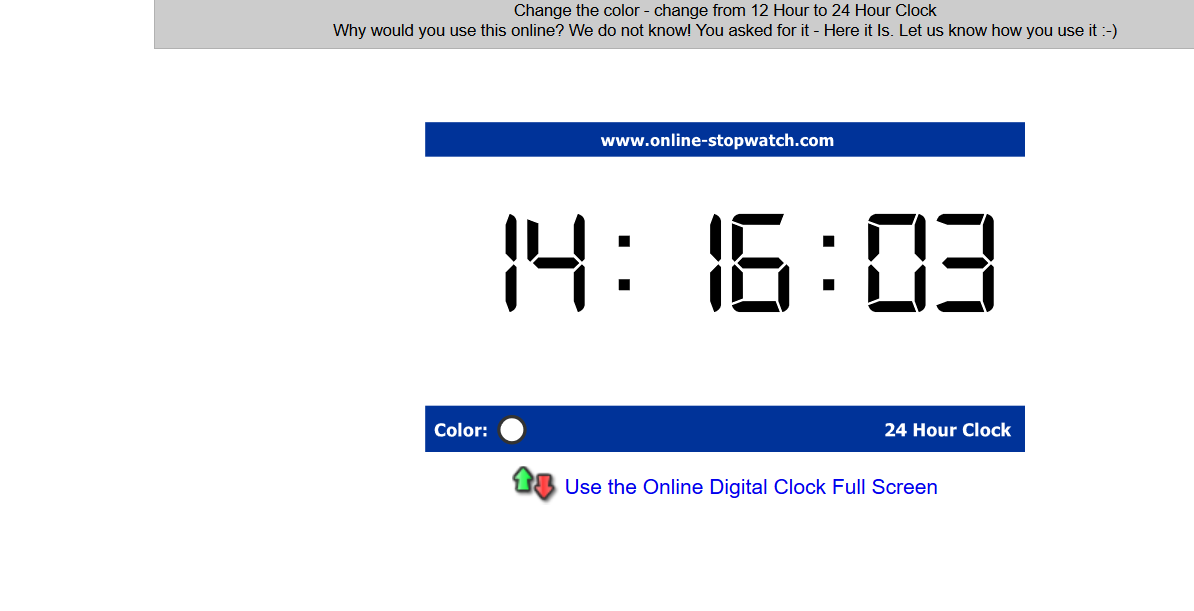 Change the color - change from 12 Hour to 24 Hour Clock
Why would you use this online? We do not know! You asked for it - Here it Is. Let us know how you use it :-)
www.online-stopwatch.com
14: 16:03
Color:
24 Hour Clock
Use the Online Digital Clock Full Screen